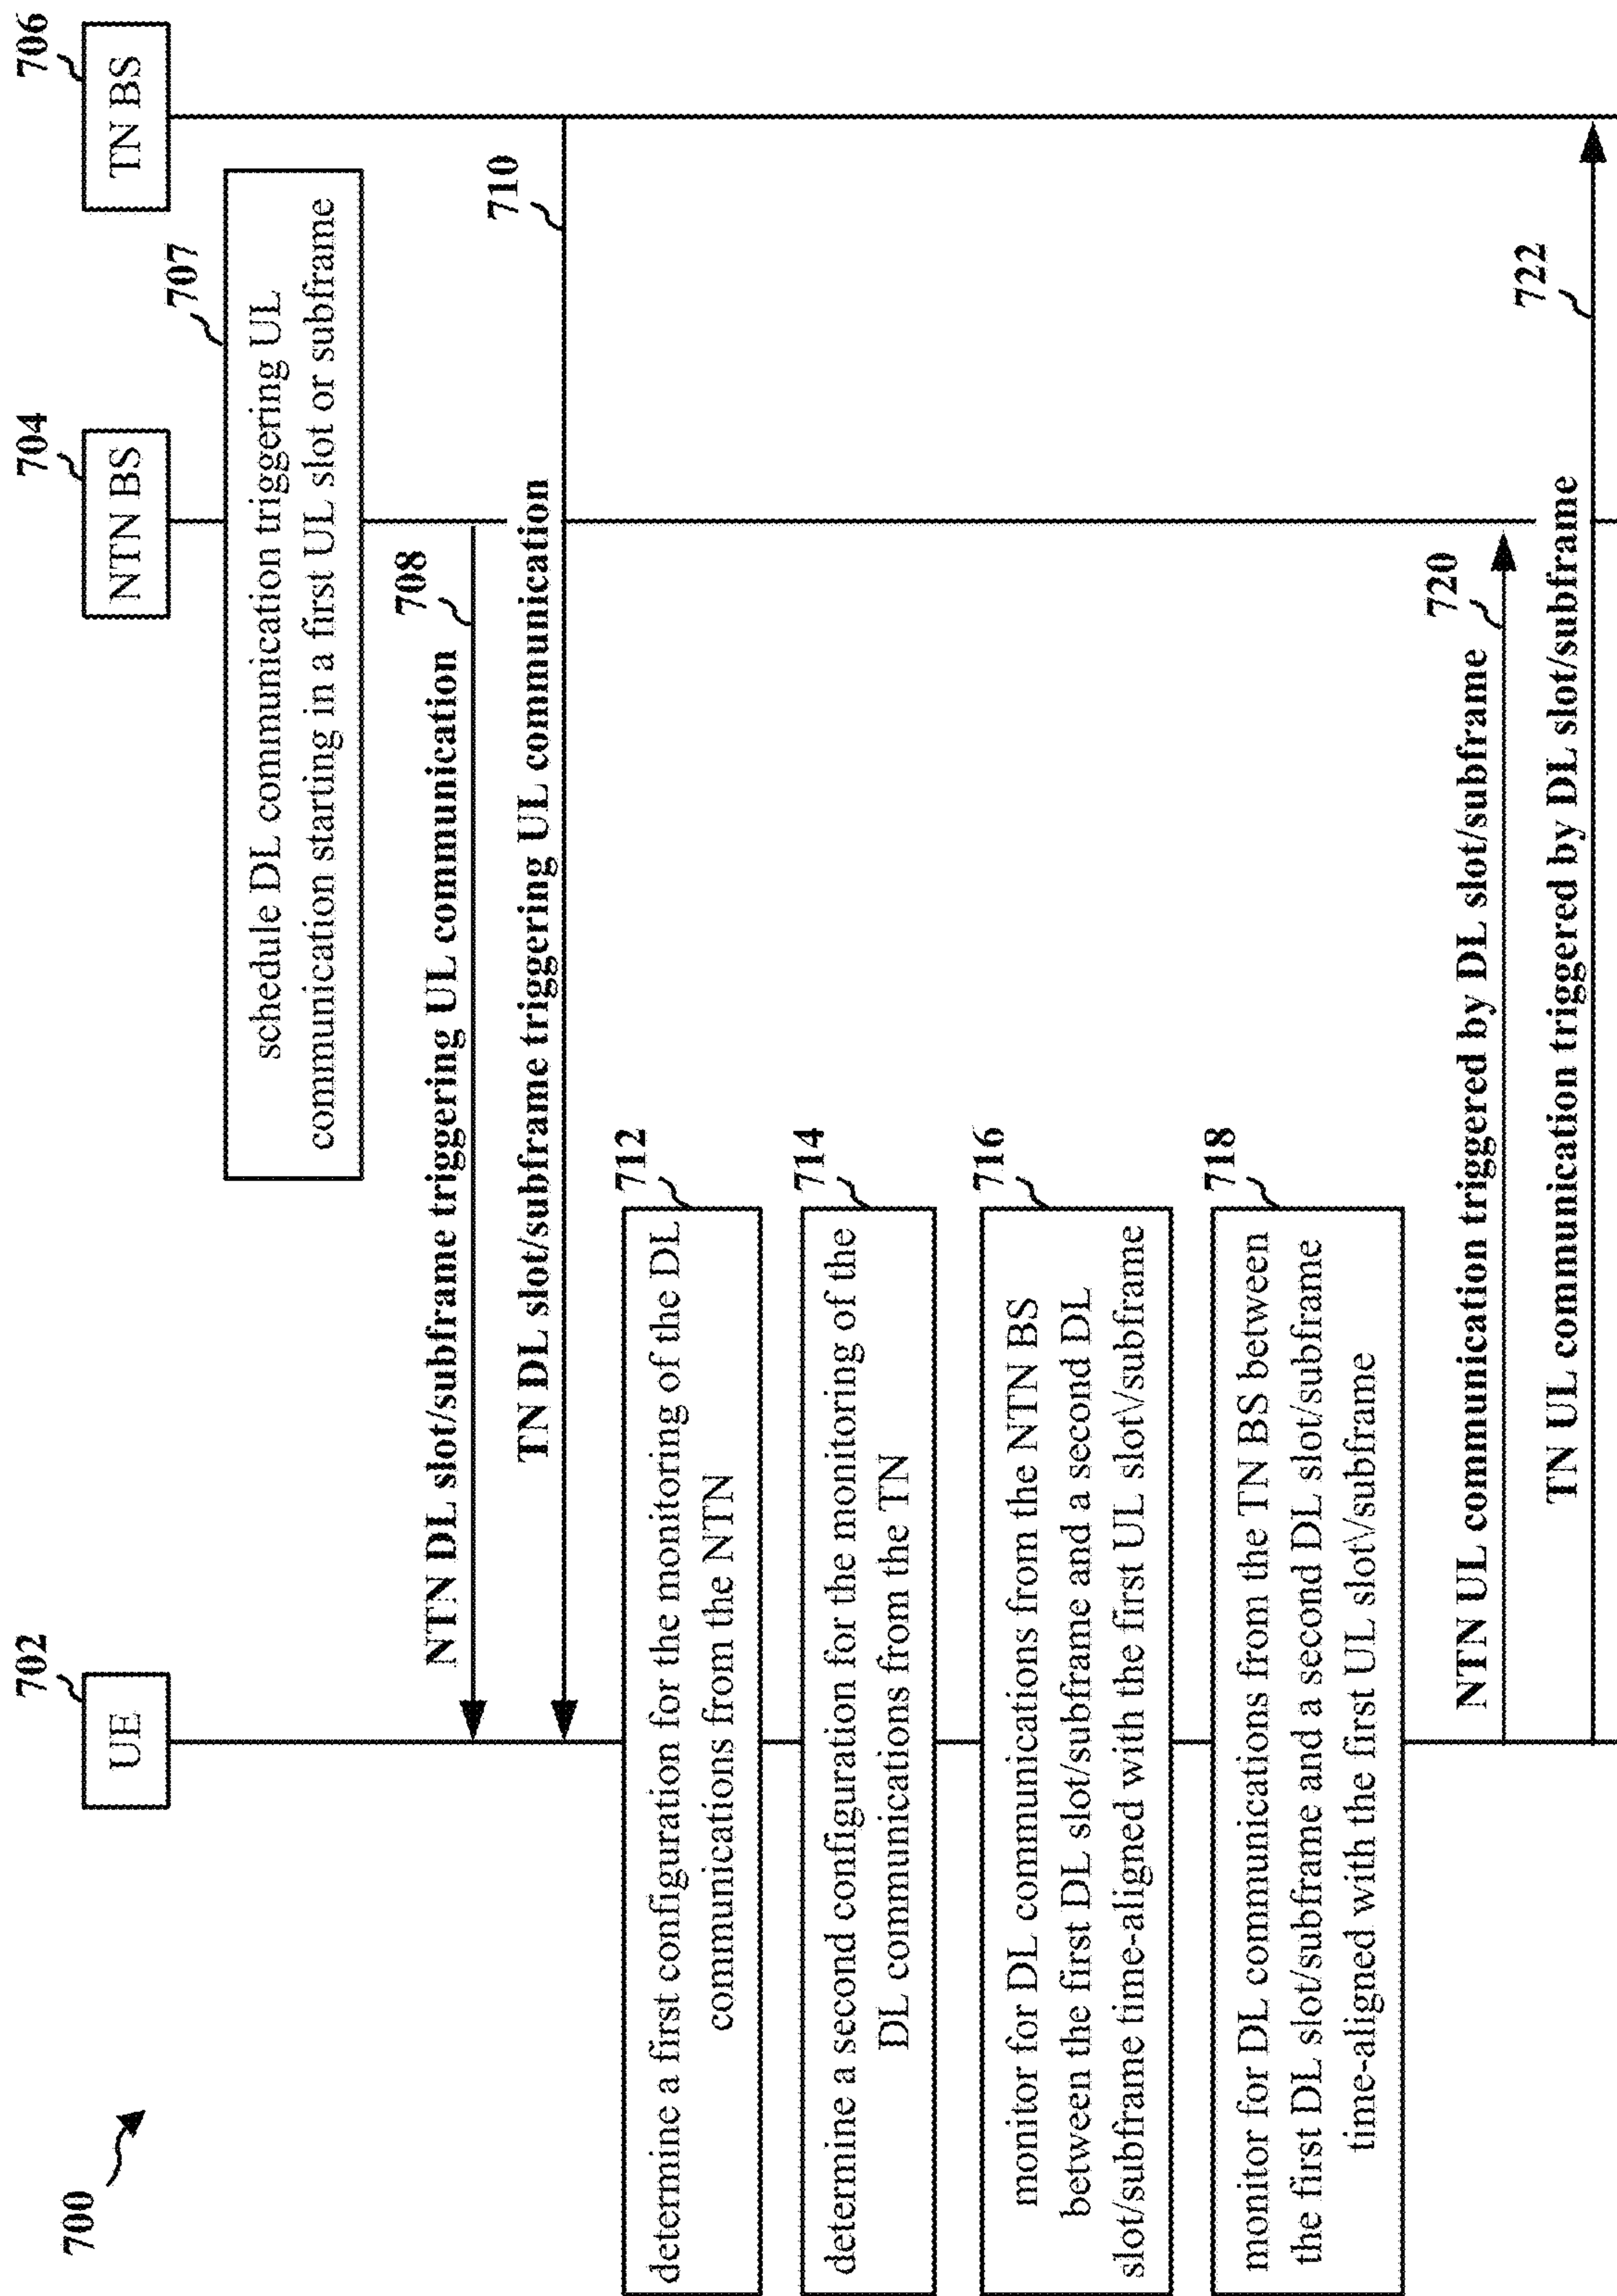 700
702
UE
704
NTN BS
706
TN BS
707
schedule DL communication triggering UL
communication starting in a first UL slot or subframe
708
NTN DL slot/subframe triggering UL communication
710
TN DL slot/subframe triggering UL communication
712
determine a first configuration for the monitoring of the DL
communications from the NTN
714
determine a second configuration for the monitoring of the
DL communications from the TN
716
monitor for DL communications from the NTN BS
between the first DL slot/subframe and a second DL
slot/subframe time-aligned with the first UL slot\/subframe
718
monitor for DL communications from the TN BS between
the first DL slot/subframe and a second DL slot/subframe
time-aligned with the first UL slot\/subframe
720
NTN UL communication triggered by DL slot/subframe
722
TN UL communication triggered by DL slot/subframe